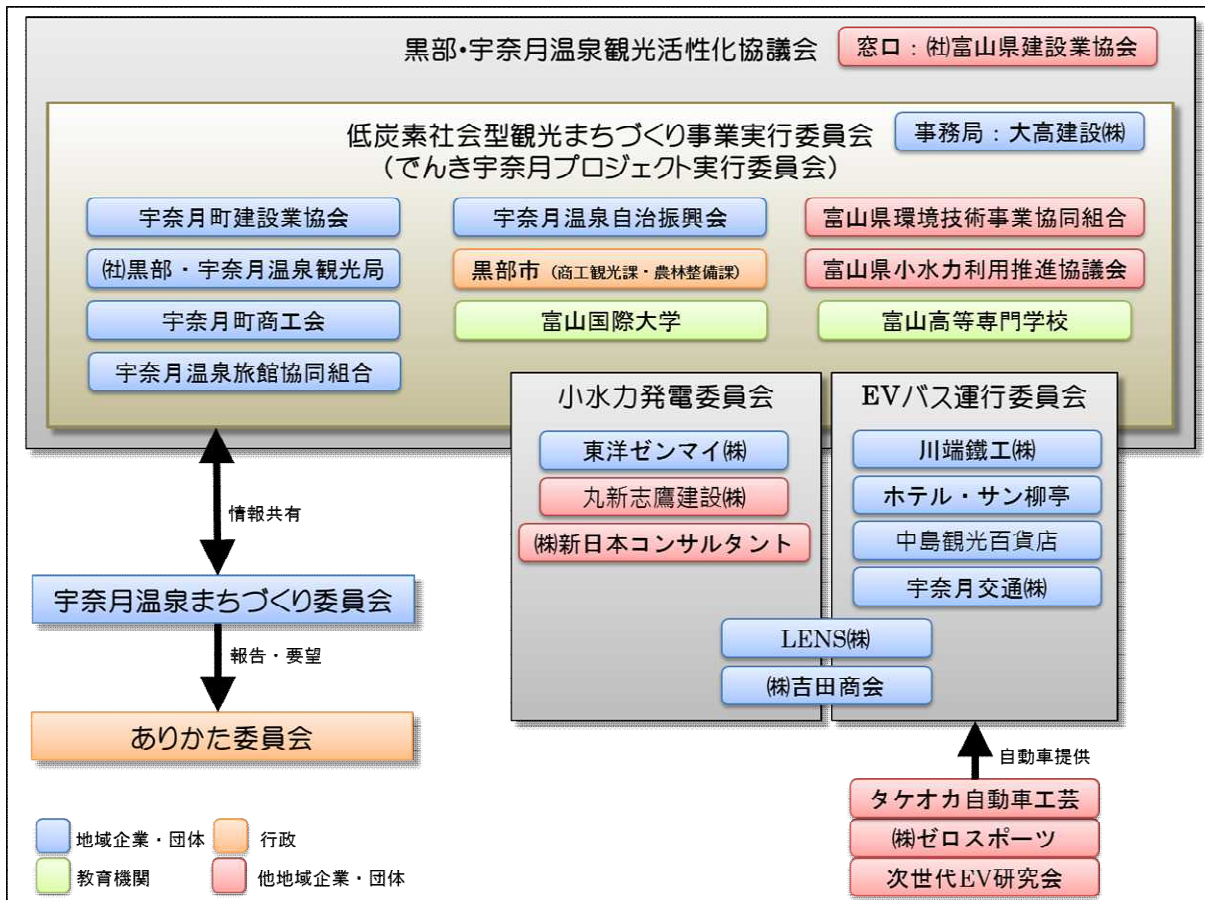 黒部・宇奈月温泉観光活性化協議会
窓口：㈳富山県建設業協会
低炭素社会型観光まちづくり事業実行委員会
（でんき宇奈月プロジェクト実行委員会）
事務局：大高建設㈱
宇奈月町建設業協会
宇奈月温泉自治振興会
富山県環境技術事業協同組合
㈳黒部・宇奈月温泉観光局
黒部市（商工観光課・農林整備課）
富山県小水力利用推進協議会
宇奈月町商工会
富山国際大学
富山高等専門学校
宇奈月温泉旅館協同組合
小水力発電委員会
東洋ゼンマイ㈱
丸新志鷹建設㈱
㈱新日本コンサルタント
EVバス運行委員会
川端鐵工㈱
ホテル・サン柳亭
中島観光百貨店
宇奈月交通㈱
LENS㈱
㈱吉田商会
情報共有
宇奈月温泉まちづくり委員会
報告・要望
ありかた委員会
自動車提供
タケオカ自動車工芸
㈱ゼロスポーツ
次世代EV研究会
地域企業・団体
行政
教育機関
他地域企業・団体